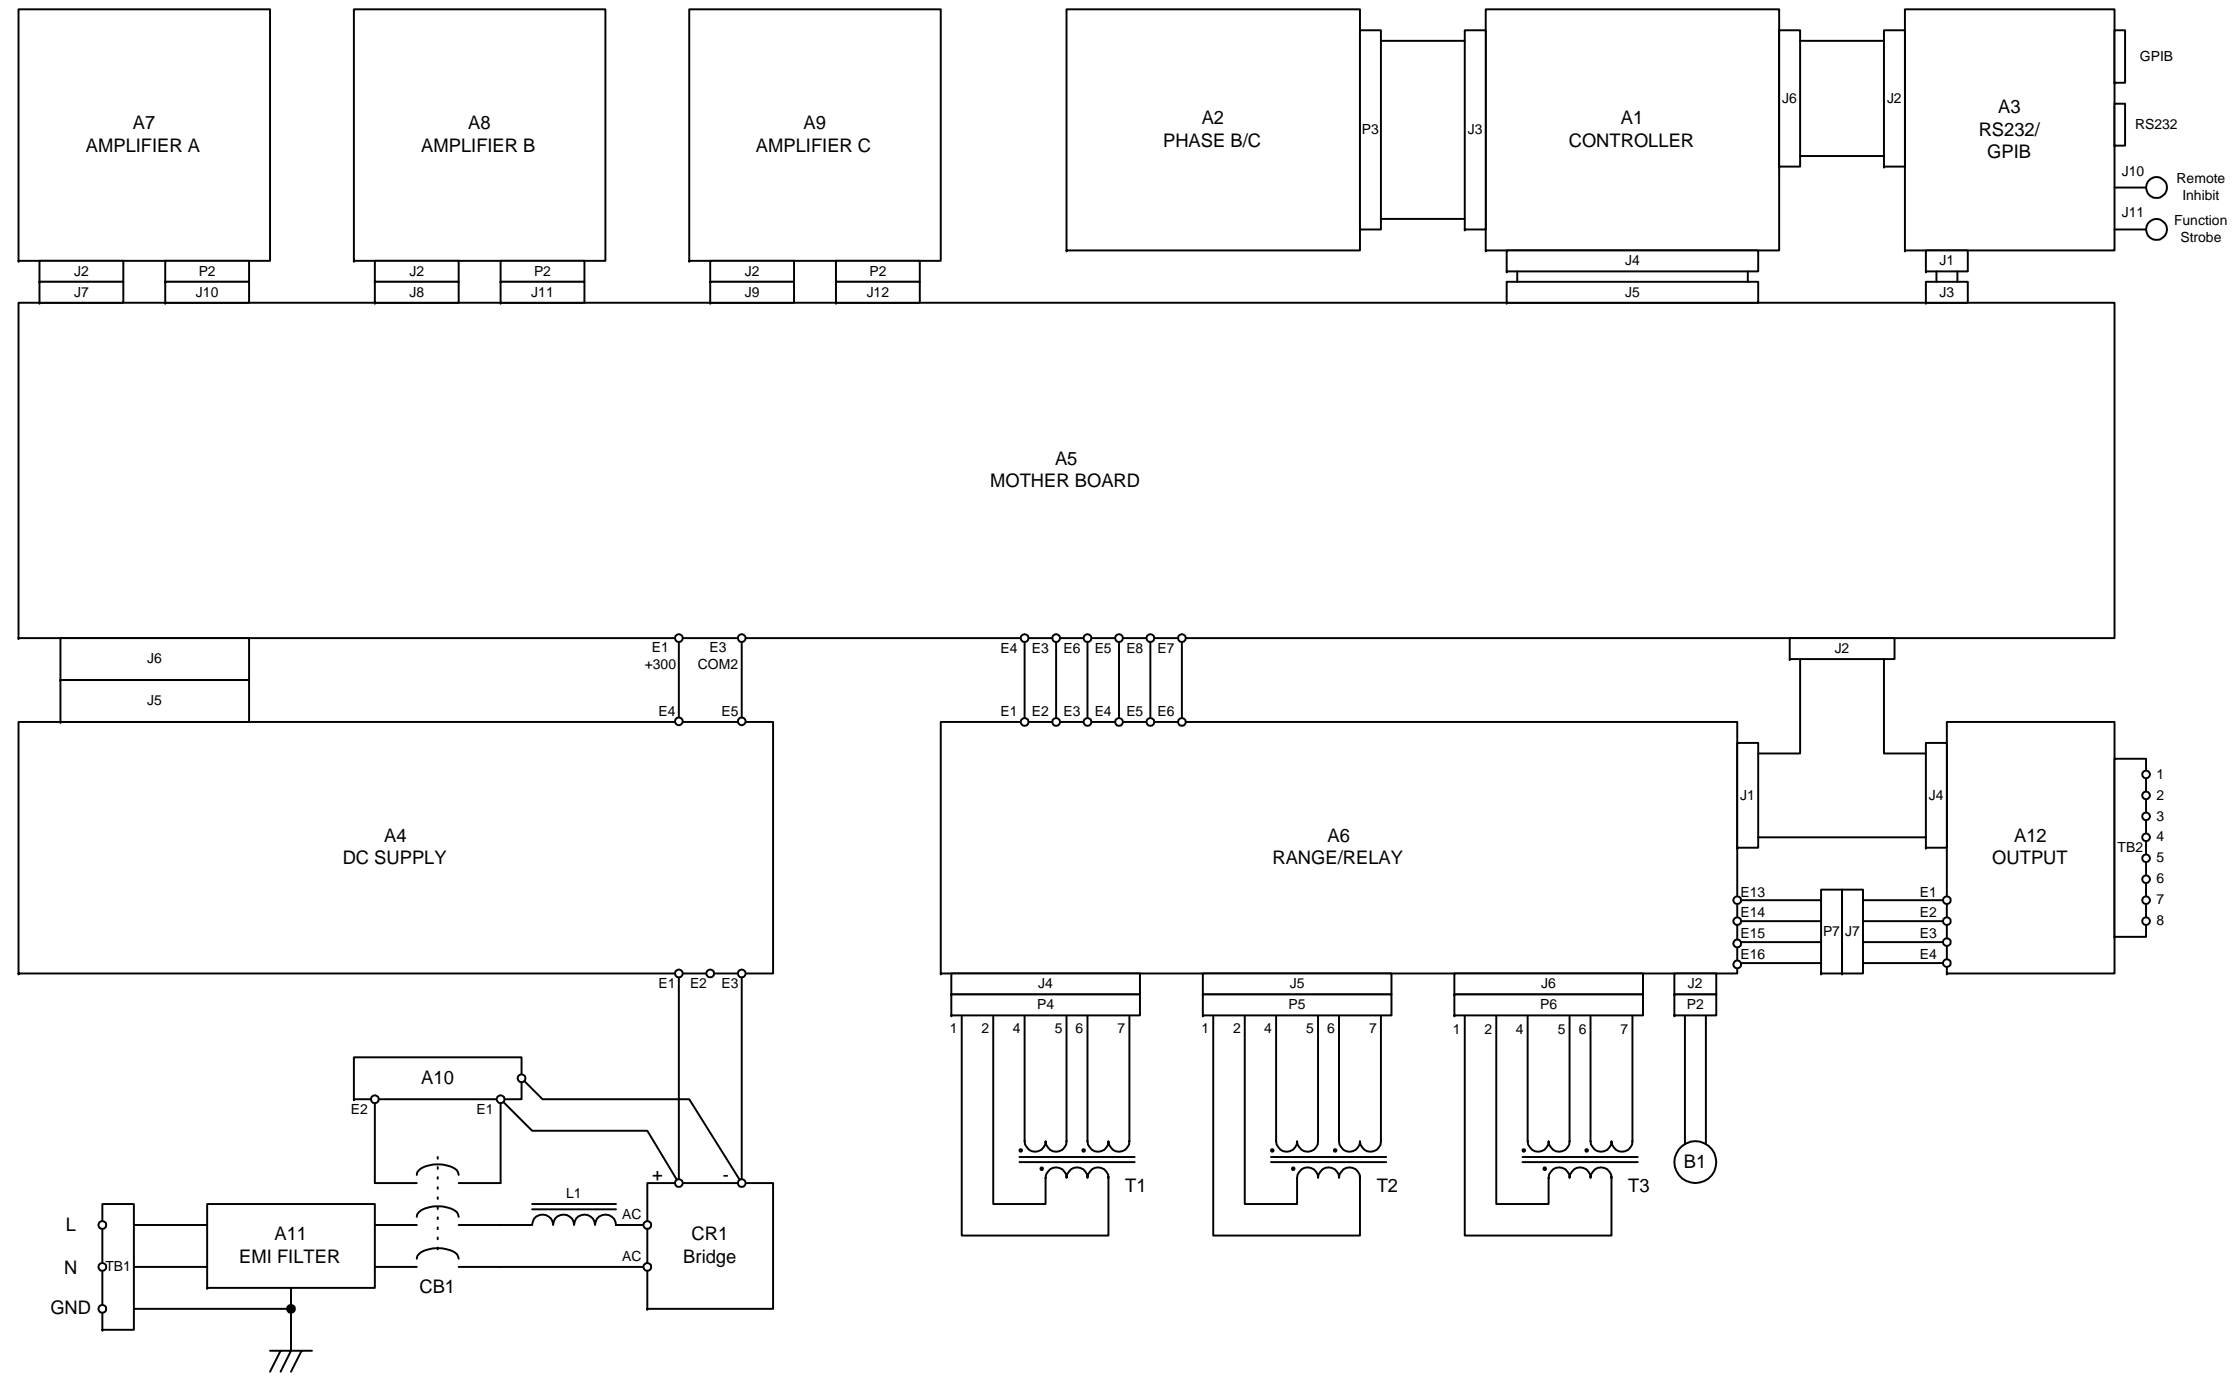 A7
AMPLIFIER A
A8
AMPLIFIER B
A9
AMPLIFIER C
A2
PHASE B/C
P3
J3
A1
CONTROLLER
J6
J2
A3
RS232/
GPIB
GPIB
RS232
J10
Remote
Inhibit
J11
Function
Strobe
J2
P2
J2
P2
J2
P2
J4
J1
J7
J10
J8
J11
J9
J12
J5
J3
A5
MOTHER BOARD
J6
J5
E1
+300
E3
COM2
E4
E5
E4
E3
E6
E5
E8
E7
E1
E2
E3
E4
E5
E6
J2
A4
DC SUPPLY
A6
RANGE/RELAY
J1
J4
A12
OUTPUT
TB2
1
2
3
4
5
6
7
8
E13
E14
E15
E16
P7
J7
E1
E2
E3
E4
E1
E2
E3
J4
P4
J5
P5
J6
P6
J2
P2
1
2
4
5
6
7
1
2
4
5
6
7
1
2
4
5
6
7
T1
T2
T3
B1
A10
E2
E1
+
-
L
N
GND
TB1
A11
EMI FILTER
CB1
L1
AC
AC
CR1
Bridge